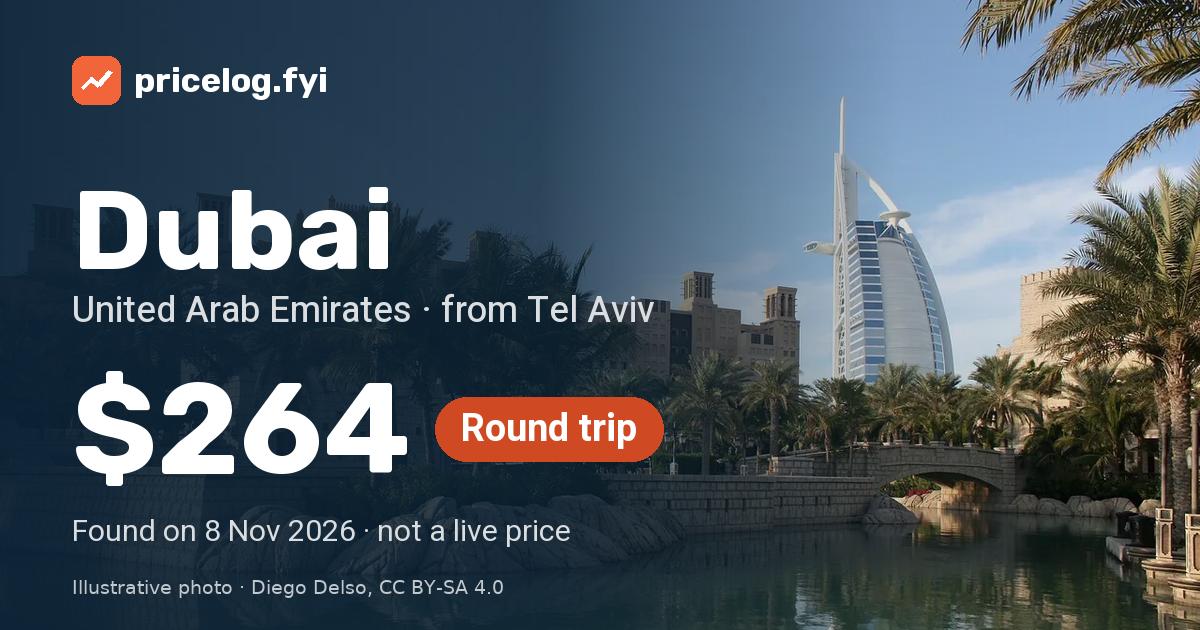 pricelog.fyi
Dubai
United Arab Emirates · from Tel Aviv
$264
Round trip
Found on 8 Nov 2026 · not a live price
Illustrative photo · Diego Delso, CC BY-SA 4.0